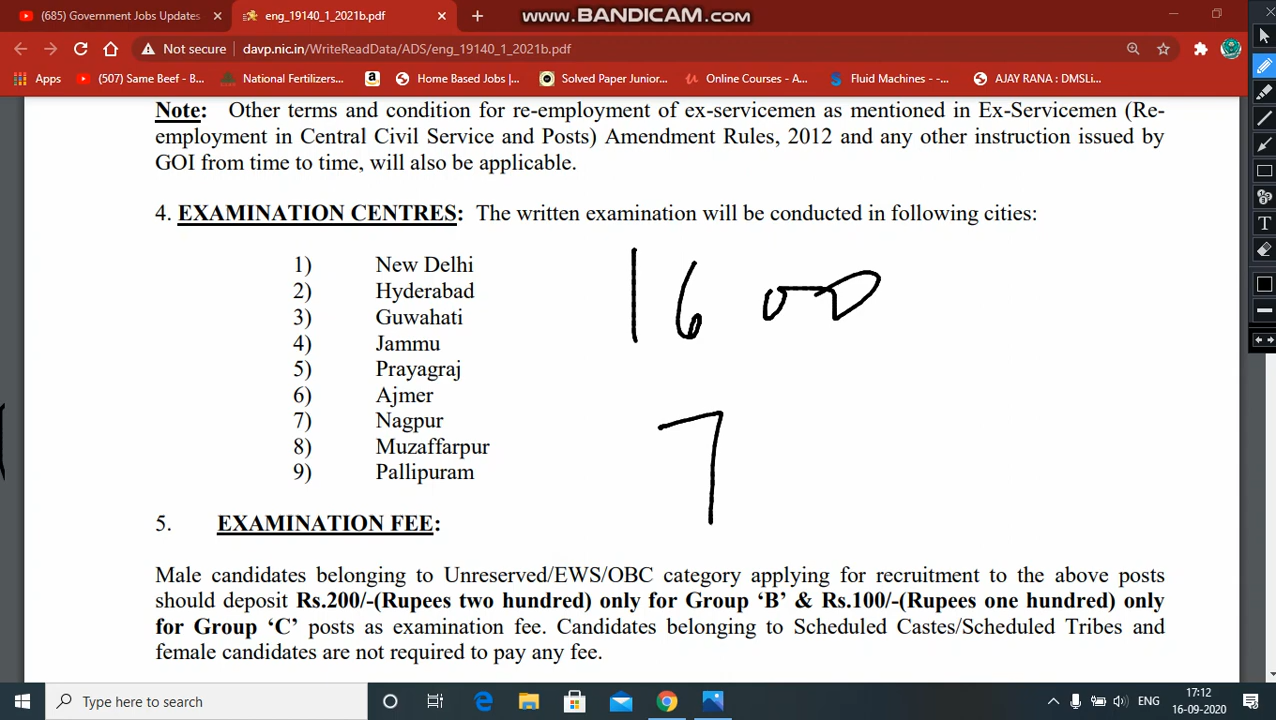 (685) Government Jobs Updates
eng_19140_1_2021b.pdf
www.BANDICAM.com
Not secure davp.nic.in/WriteReadData/ADS/eng_19140_1_2021b.pdf
Apps (507) Same Beef - B... National Fertilizers... Home Based Jobs |... Solved Paper Junior... Online Courses - A... Fluid Machines - -... AJAY RANA : DMSLi...
Note: Other terms and condition for re-employment of ex-servicemen as mentioned in Ex-Servicemen (Re-
employment in Central Civil Service and Posts) Amendment Rules, 2012 and any other instruction issued by
GOI from time to time, will also be applicable.
4. EXAMINATION CENTRES: The written examination will be conducted in following cities:
1) New Delhi
2) Hyderabad
3) Guwahati
4) Jammu
5) Prayagraj
6) Ajmer
7) Nagpur
8) Muzaffarpur
9) Pallipuram
16 00
7
5. EXAMINATION FEE:
Male candidates belonging to Unreserved/EWS/OBC category applying for recruitment to the above posts
should deposit Rs.200/-(Rupees two hundred) only for Group ‘B’ & Rs.100/-(Rupees one hundred) only
for Group ‘C’ posts as examination fee. Candidates belonging to Scheduled Castes/Scheduled Tribes and
female candidates are not required to pay any fee.
Type here to search
ENG
17:12
16-09-2020